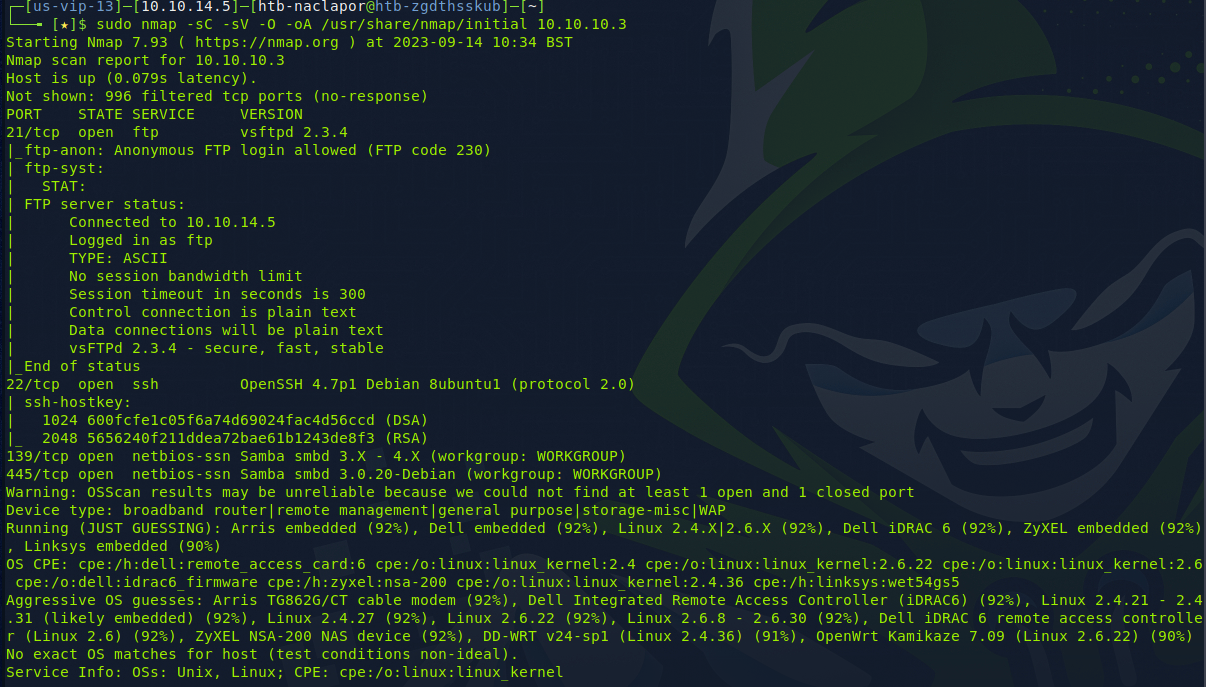 ┌─[us-vip-13]─[10.10.14.5]─[htb-naclapor@htb-zgdthsskub]─[~]
└──╼ [★]$ sudo nmap -sC -sV -O -oA /usr/share/nmap/initial 10.10.10.3
Starting Nmap 7.93 ( https://nmap.org ) at 2023-09-14 10:34 BST
Nmap scan report for 10.10.10.3
Host is up (0.079s latency).
Not shown: 996 filtered tcp ports (no-response)
PORT    STATE SERVICE     VERSION
21/tcp  open  ftp         vsftpd 2.3.4
|_ftp-anon: Anonymous FTP login allowed (FTP code 230)
| ftp-syst:
|   STAT:
| FTP server status:
|      Connected to 10.10.14.5
|      Logged in as ftp
|      TYPE: ASCII
|      No session bandwidth limit
|      Session timeout in seconds is 300
|      Control connection is plain text
|      Data connections will be plain text
|      vsFTPd 2.3.4 - secure, fast, stable
|_End of status
22/tcp  open  ssh         OpenSSH 4.7p1 Debian 8ubuntu1 (protocol 2.0)
| ssh-hostkey:
|   1024 600fcfe1c05f6a74d69024fac4d56ccd (DSA)
|_  2048 5656240f211ddea72bae61b1243de8f3 (RSA)
139/tcp open  netbios-ssn Samba smbd 3.X - 4.X (workgroup: WORKGROUP)
445/tcp open  netbios-ssn Samba smbd 3.0.20-Debian (workgroup: WORKGROUP)
Warning: OSScan results may be unreliable because we could not find at least 1 open and 1 closed port
Device type: broadband router|remote management|general purpose|storage-misc|WAP
Running (JUST GUESSING): Arris embedded (92%), Dell embedded (92%), Linux 2.4.X|2.6.X (92%), Dell iDRAC 6 (92%), ZyXEL embedded (92%)
, Linksys embedded (90%)
OS CPE: cpe:/h:dell:remote_access_card:6 cpe:/o:linux:linux_kernel:2.4 cpe:/o:linux:linux_kernel:2.6.22 cpe:/o:linux:linux_kernel:2.6
 cpe:/o:dell:idrac6_firmware cpe:/h:zyxel:nsa-200 cpe:/o:linux:linux_kernel:2.4.36 cpe:/h:linksys:wet54gs5
Aggressive OS guesses: Arris TG862G/CT cable modem (92%), Dell Integrated Remote Access Controller (iDRAC6) (92%), Linux 2.4.21 - 2.4
.31 (likely embedded) (92%), Linux 2.4.27 (92%), Linux 2.6.22 (92%), Linux 2.6.8 - 2.6.30 (92%), Dell iDRAC 6 remote access controlle
r (Linux 2.6) (92%), ZyXEL NSA-200 NAS device (92%), DD-WRT v24-sp1 (Linux 2.4.36) (91%), OpenWrt Kamikaze 7.09 (Linux 2.6.22) (90%)
No exact OS matches for host (test conditions non-ideal).
Service Info: OSs: Unix, Linux; CPE: cpe:/o:linux:linux_kernel